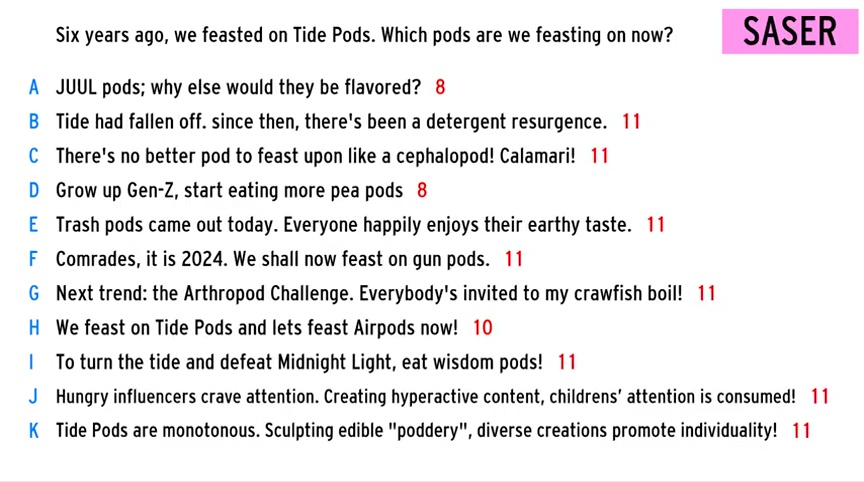 Six years ago, we feasted on Tide Pods. Which pods are we feasting on now?
SASER
A JUUL pods; why else would they be flavored? 8
B Tide had fallen off. since then, there's been a detergent resurgence. 11
C There's no better pod to feast upon like a cephalopod! Calamari! 11
D Grow up Gen-Z, start eating more pea pods 8
E Trash pods came out today. Everyone happily enjoys their earthy taste. 11
F Comrades, it is 2024. We shall now feast on gun pods. 11
G Next trend: the Arthropod Challenge. Everybody's invited to my crawfish boil! 11
H We feast on Tide Pods and lets feast Airpods now! 10
I To turn the tide and defeat Midnight Light, eat wisdom pods! 11
J Hungry influencers crave attention. Creating hyperactive content, childrens’ attention is consumed! 11
K Tide Pods are monotonous. Sculpting edible "poddery", diverse creations promote individuality! 11